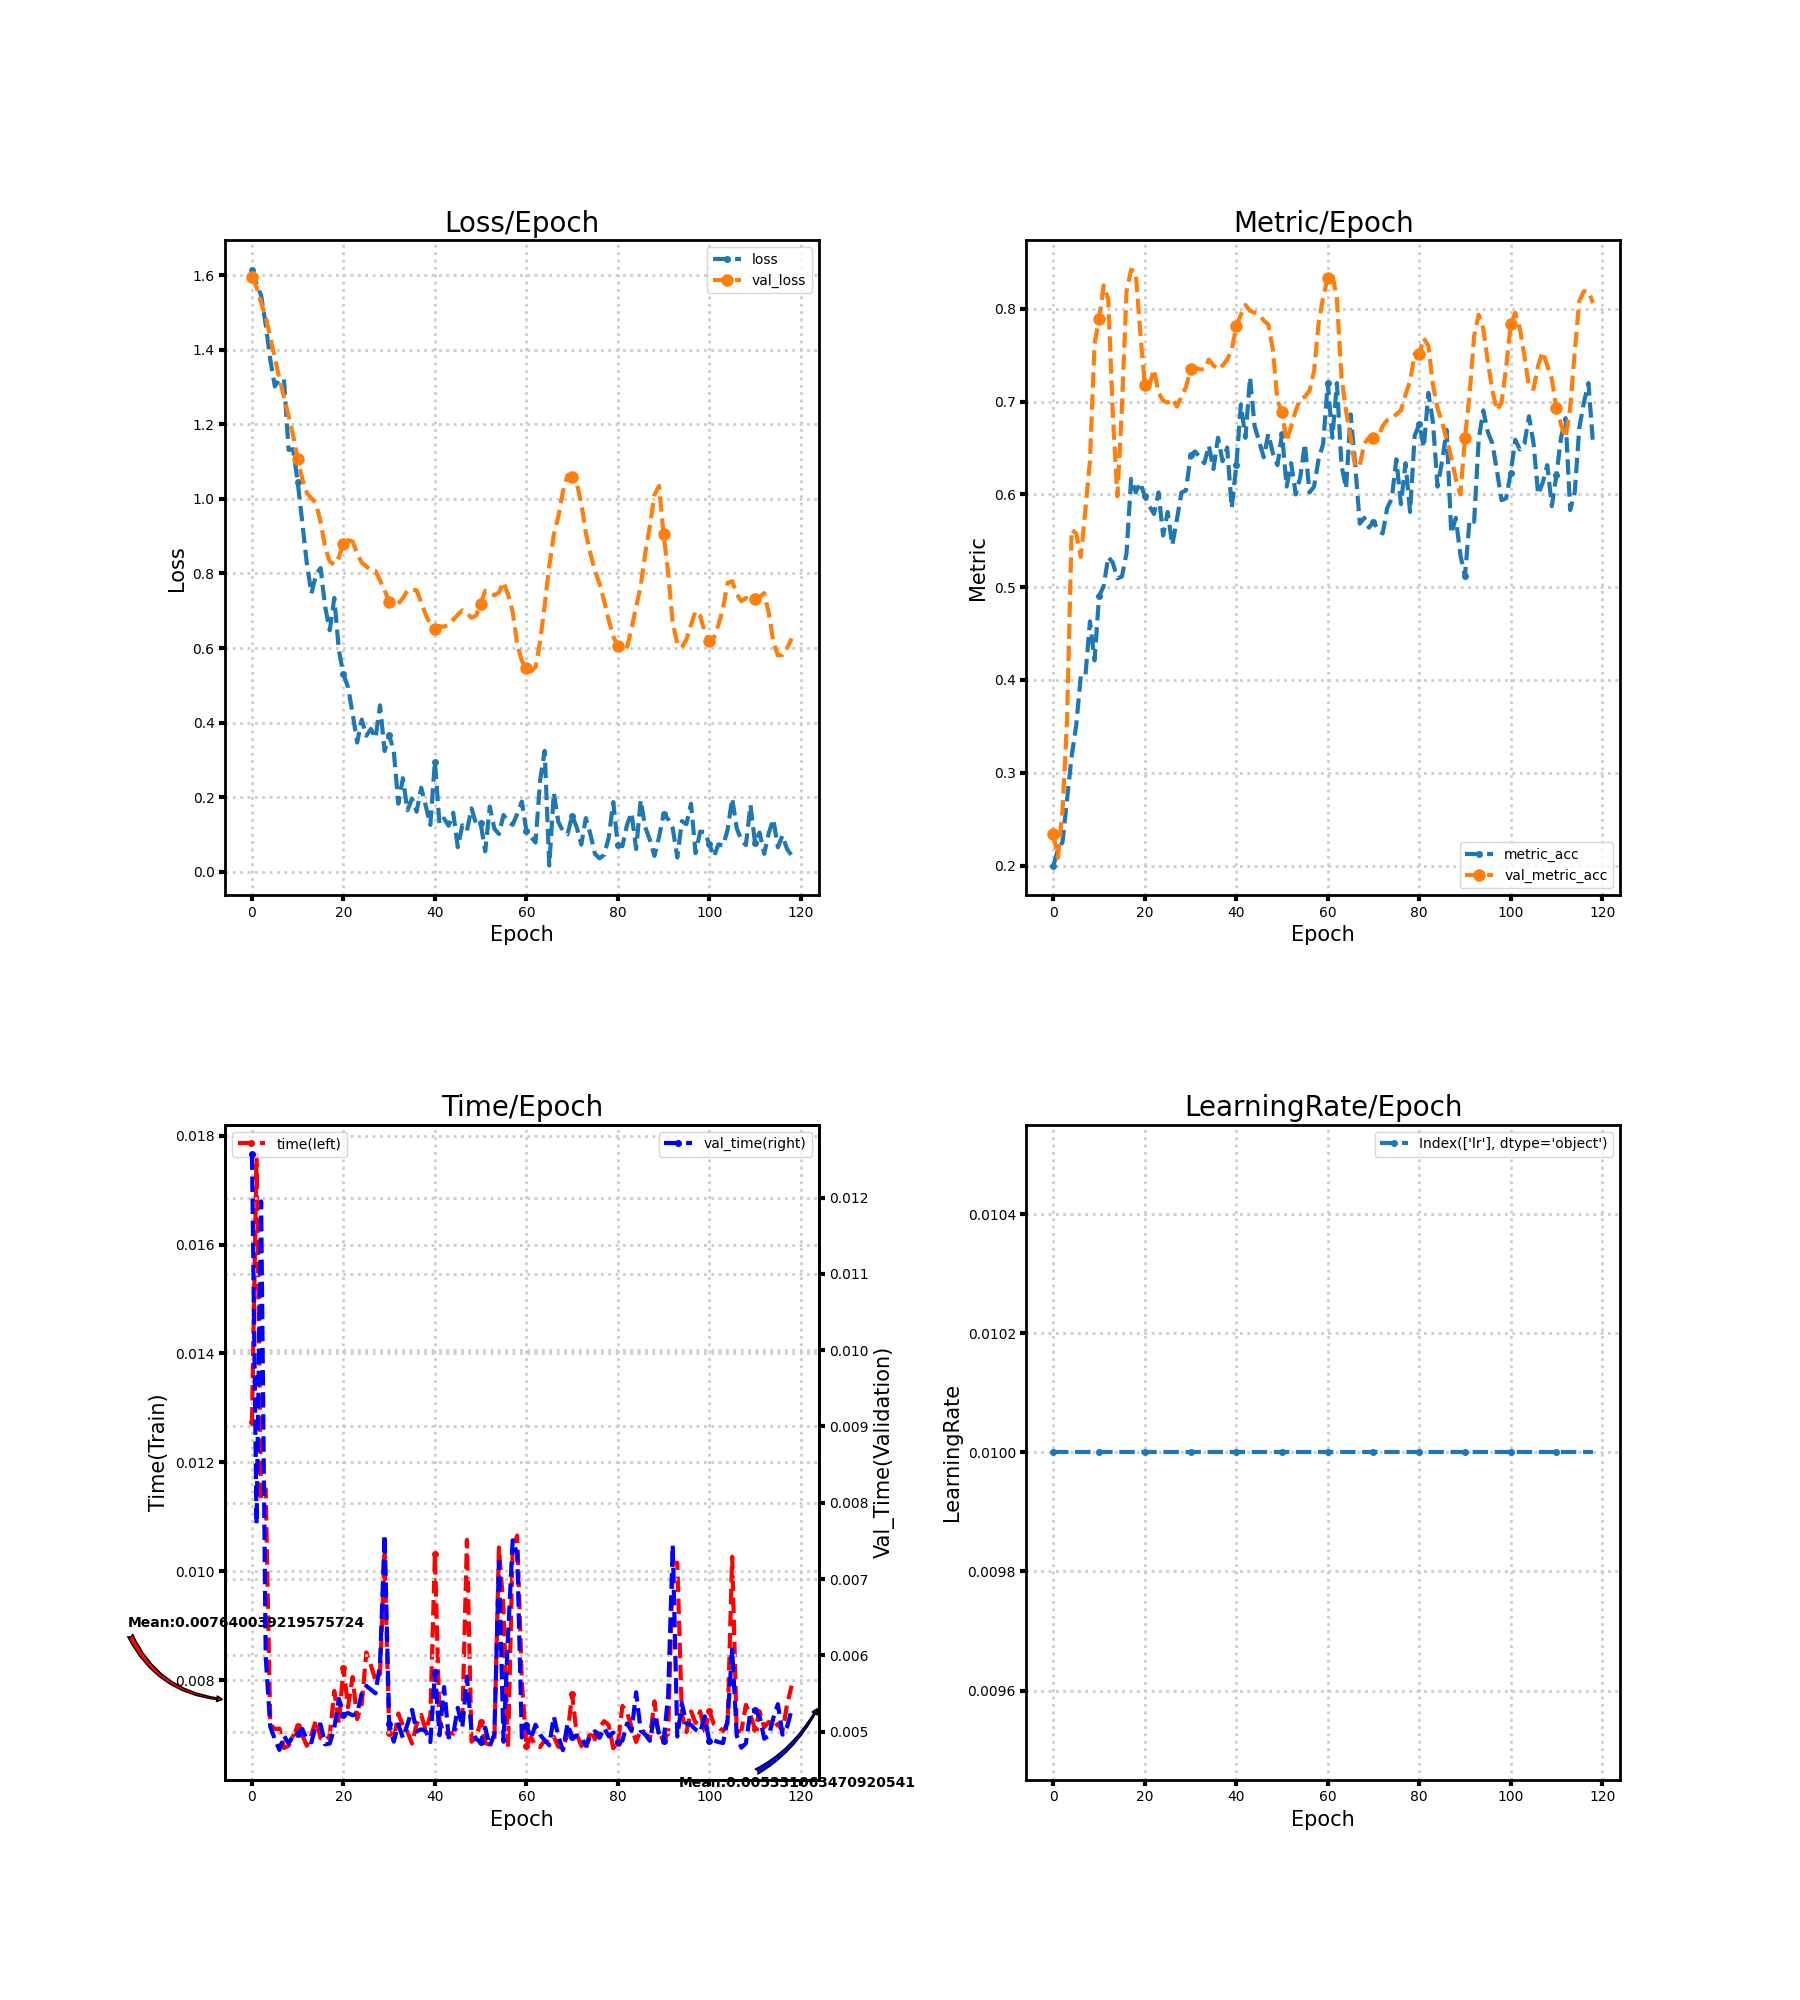 Loss/Epoch
loss
val_loss
1.6
1.4
1.2
1.0
0.8
0.6
0.4
0.2
0.0
Loss
0 20 40 60 80 100 120
Epoch
Metric/Epoch
0.8
0.7
0.6
0.5
0.4
0.3
0.2
Metric
metric_acc
val_metric_acc
0 20 40 60 80 100 120
Epoch
Time/Epoch
time(left)
val_time(right)
0.018
0.016
0.014
0.012
0.010
0.008
Time(Train)
0.012
0.011
0.010
0.009
0.008
0.007
0.006
0.005
Val_Time(Validation)
Mean:0.007640039219575724
Mean:0.005331063470920541
0 20 40 60 80 100 120
Epoch
LearningRate/Epoch
Index(['lr'], dtype='object')
0.0104
0.0102
0.0100
0.0098
0.0096
LearningRate
0 20 40 60 80 100 120
Epoch